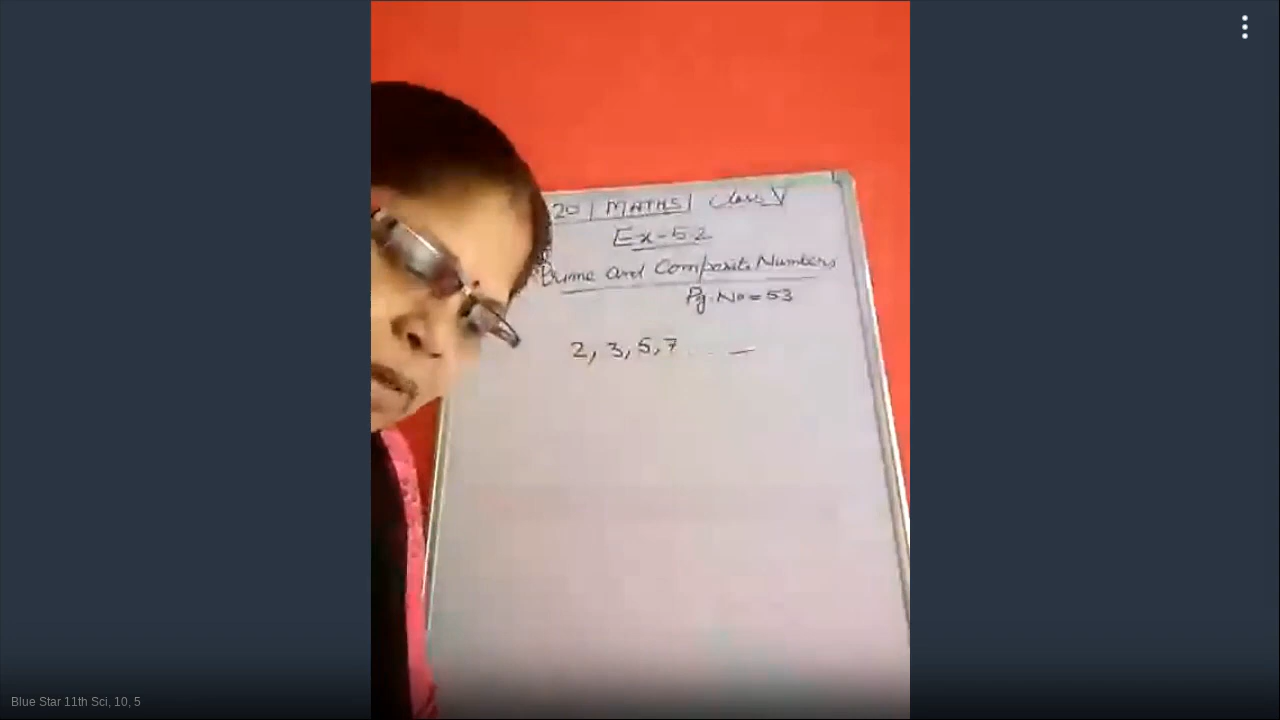 20 | MATHS | Class V
Ex-5.2
Prime and Composite Numbers
Pg. No = 53
2, 3, 5, 7 . . . —
Blue Star 11th Sci, 10, 5